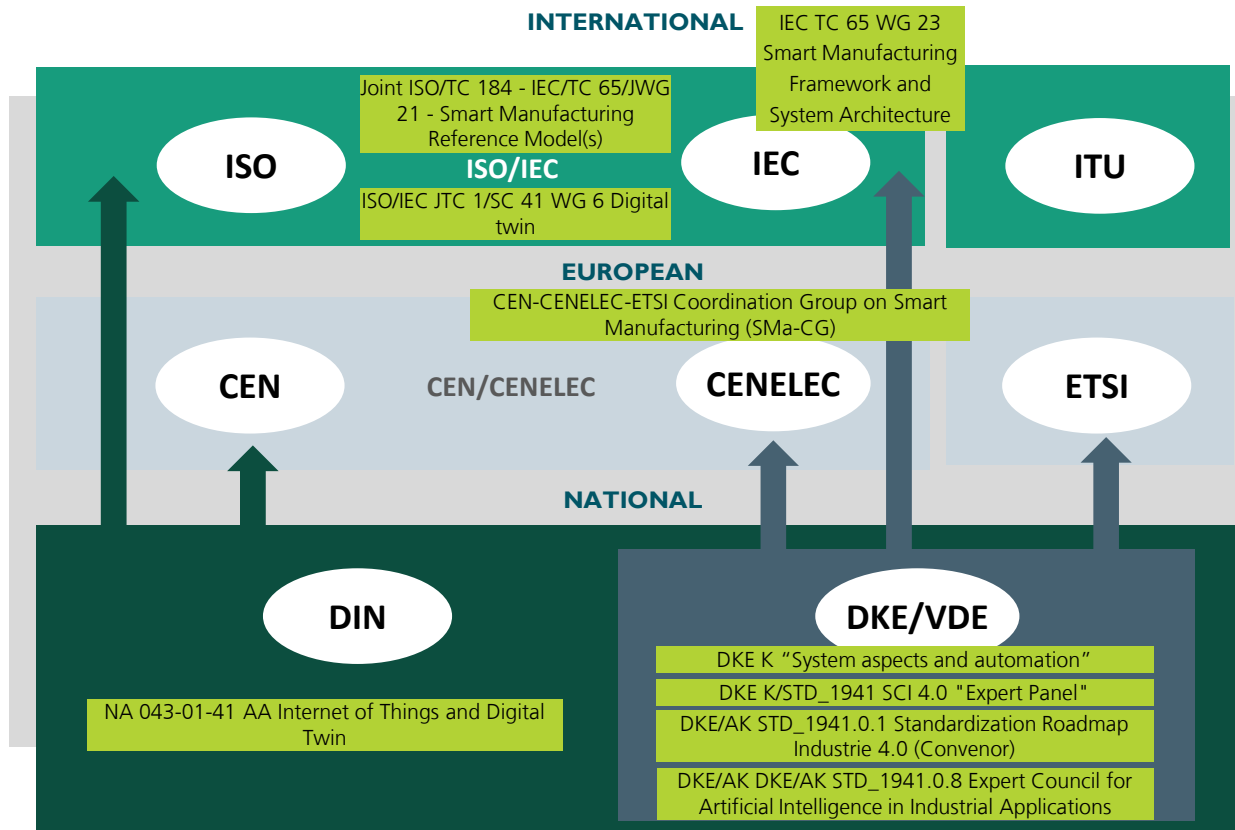 INTERNATIONAL
IEC TC 65 WG 23
Smart Manufacturing
Framework and
System Architecture
Joint ISO/TC 184 - IEC/TC 65/JWG
21 - Smart Manufacturing
Reference Model(s)
ISO
ISO/IEC
IEC
ITU
ISO/IEC JTC 1/SC 41 WG 6 Digital
twin
EUROPEAN
CEN-CENELEC-ETSI Coordination Group on Smart
Manufacturing (SMa-CG)
CEN
CEN/CENELEC
CENELEC
ETSI
NATIONAL
DIN
DKE/VDE
NA 043-01-41 AA Internet of Things and Digital
Twin
DKE K “System aspects and automation”
DKE K/STD_1941 SCI 4.0 "Expert Panel"
DKE/AK STD_1941.0.1 Standardization Roadmap
Industrie 4.0 (Convenor)
DKE/AK DKE/AK STD_1941.0.8 Expert Council for
Artificial Intelligence in Industrial Applications